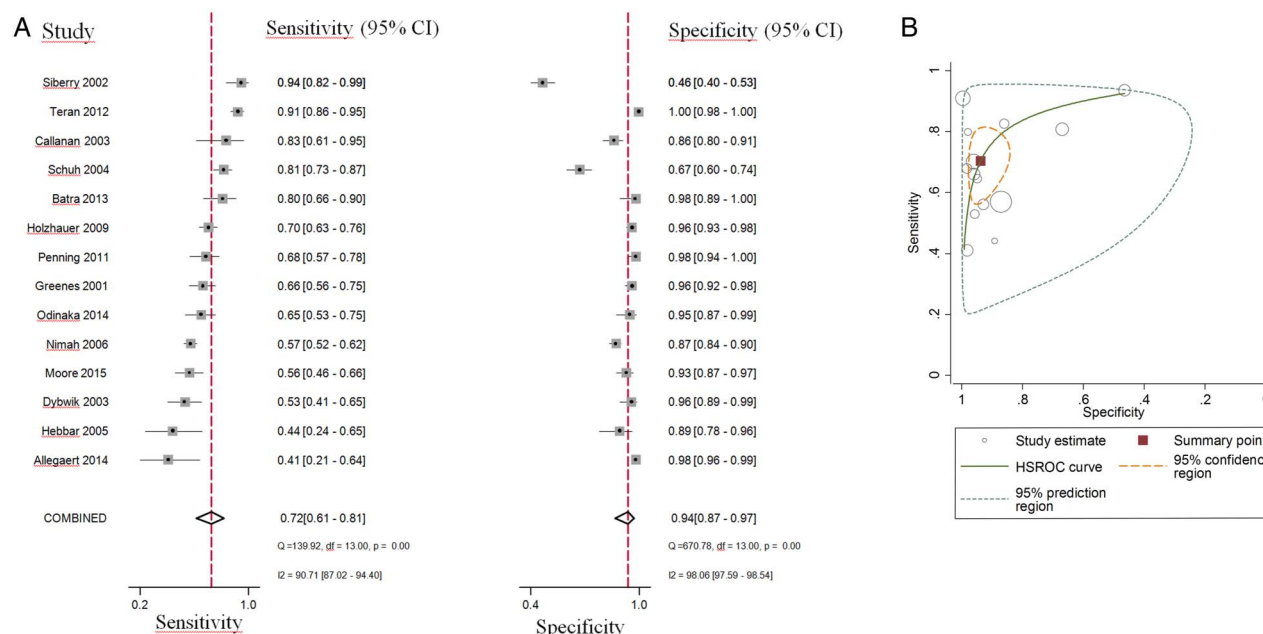 A
Study
Sensitivity (95% CI)
Specificity (95% CI)
Siberry 2002 0.94 [0.82 - 0.99] 0.46 [0.40 - 0.53]
Teran 2012 0.91 [0.86 - 0.95] 1.00 [0.98 - 1.00]
Callanan 2003 0.83 [0.61 - 0.95] 0.86 [0.80 - 0.91]
Schuh 2004 0.81 [0.73 - 0.87] 0.67 [0.60 - 0.74]
Batra 2013 0.80 [0.66 - 0.90] 0.98 [0.89 - 1.00]
Holzhauer 2009 0.70 [0.63 - 0.76] 0.96 [0.93 - 0.98]
Penning 2011 0.68 [0.57 - 0.78] 0.98 [0.94 - 1.00]
Greenes 2001 0.66 [0.56 - 0.75] 0.96 [0.92 - 0.98]
Odinaka 2014 0.65 [0.53 - 0.75] 0.95 [0.87 - 0.99]
Nimah 2006 0.57 [0.52 - 0.62] 0.87 [0.84 - 0.90]
Moore 2015 0.56 [0.46 - 0.66] 0.93 [0.87 - 0.97]
Dybwik 2003 0.53 [0.41 - 0.65] 0.96 [0.89 - 0.99]
Hebbar 2005 0.44 [0.24 - 0.65] 0.89 [0.78 - 0.96]
Allegaert 2014 0.41 [0.21 - 0.64] 0.98 [0.96 - 0.99]
COMBINED 0.72 [0.61 - 0.81] 0.94[0.87 - 0.97]
Q =139.92, df = 13.00, p = 0.00 Q =670.78, df = 13.00, p = 0.00
I2 = 90.71 [87.02 - 94.40] I2 = 98.06 [97.59 - 98.54]
0.2 1.0 0.4 1.0
Sensitivity
Specificity
B
1
.8
.6
.4
.2
0
Sensitivity
1 .8 .6 .4 .2 0
Specificity
Study estimate
Summary point
HSROC curve
95% confidenc
region
95% prediction
region